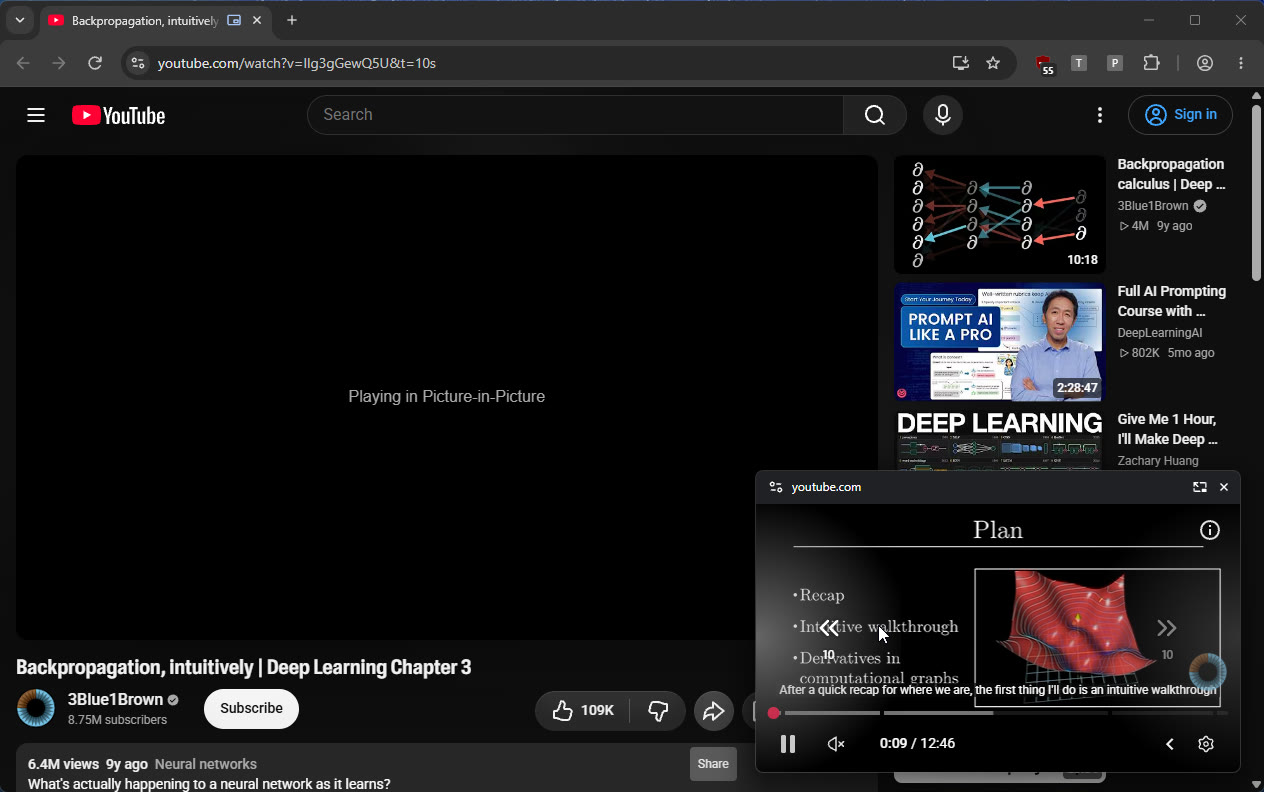 Backpropagation, intuitively
youtube.com/watch?v=Ilg3gGewQ5U&t=10s
55
T
P
YouTube
Search
Sign in
Playing in Picture-in-Picture
Backpropagation, intuitively | Deep Learning Chapter 3
3Blue1Brown
8.75M subscribers
Subscribe
109K
Share
6.4M views 9y ago Neural networks
What's actually happening to a neural network as it learns?
10:18
Backpropagation
calculus | Deep ...
3Blue1Brown
4M 9y ago
Start Your Journey Today
PROMPT AI
LIKE A PRO
2:28:47
Full AI Prompting
Course with ...
DeepLearningAI
802K 5mo ago
DEEP LEARNING
Give Me 1 Hour,
I'll Make Deep ...
Zachary Huang
youtube.com
Plan
•Recap
•Intuitive walkthrough
•Derivatives in
computational graphs
10
10
After a quick recap for where we are, the first thing I'll do is an intuitive walkthrough
0:09 / 12:46